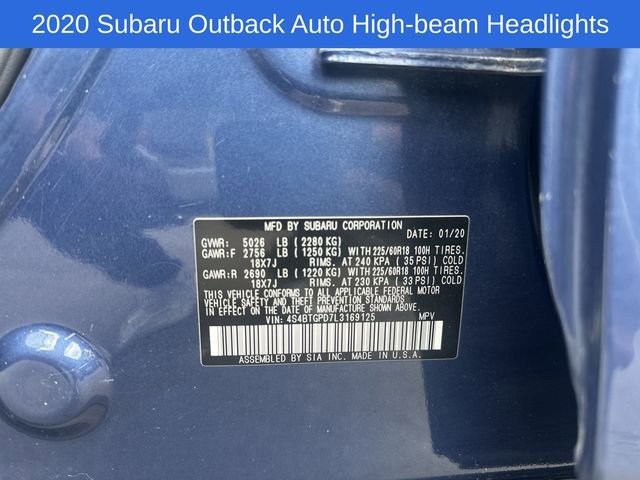 2020 Subaru Outback Auto High-beam Headlights
MFD BY SUBARU CORPORATION
DATE: 01/20
GVWR: 5026 LB (2280 KG)
GAWR:F 2756 LB (1250 KG) WITH 225/60R18 100H TIRES.
18X7J RIMS. AT 240 KPA (35 PSI) COLD
GAWR:R 2690 LB (1220 KG) WITH 225/60R18 100H TIRES.
18X7J RIMS. AT 230 KPA (33 PSI) COLD
THIS VEHICLE CONFORMS TO ALL APPLICABLE FEDERAL MOTOR
VEHICLE SAFETY AND THEFT PREVENTION STANDARDS
IN EFFECT ON THE DATE OF MANUFACTURE SHOWN ABOVE.
VIN: 4S4BTGPD7L3169125 MPV
ASSEMBLED BY SIA INC. MADE IN U.S.A.